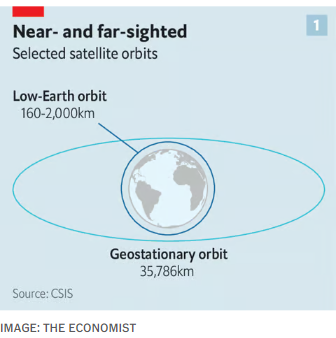 Near- and far-sighted
1
Selected satellite orbits
Low-Earth orbit
160-2,000km
Geostationary orbit
35,786km
Source: CSIS
IMAGE: THE ECONOMIST